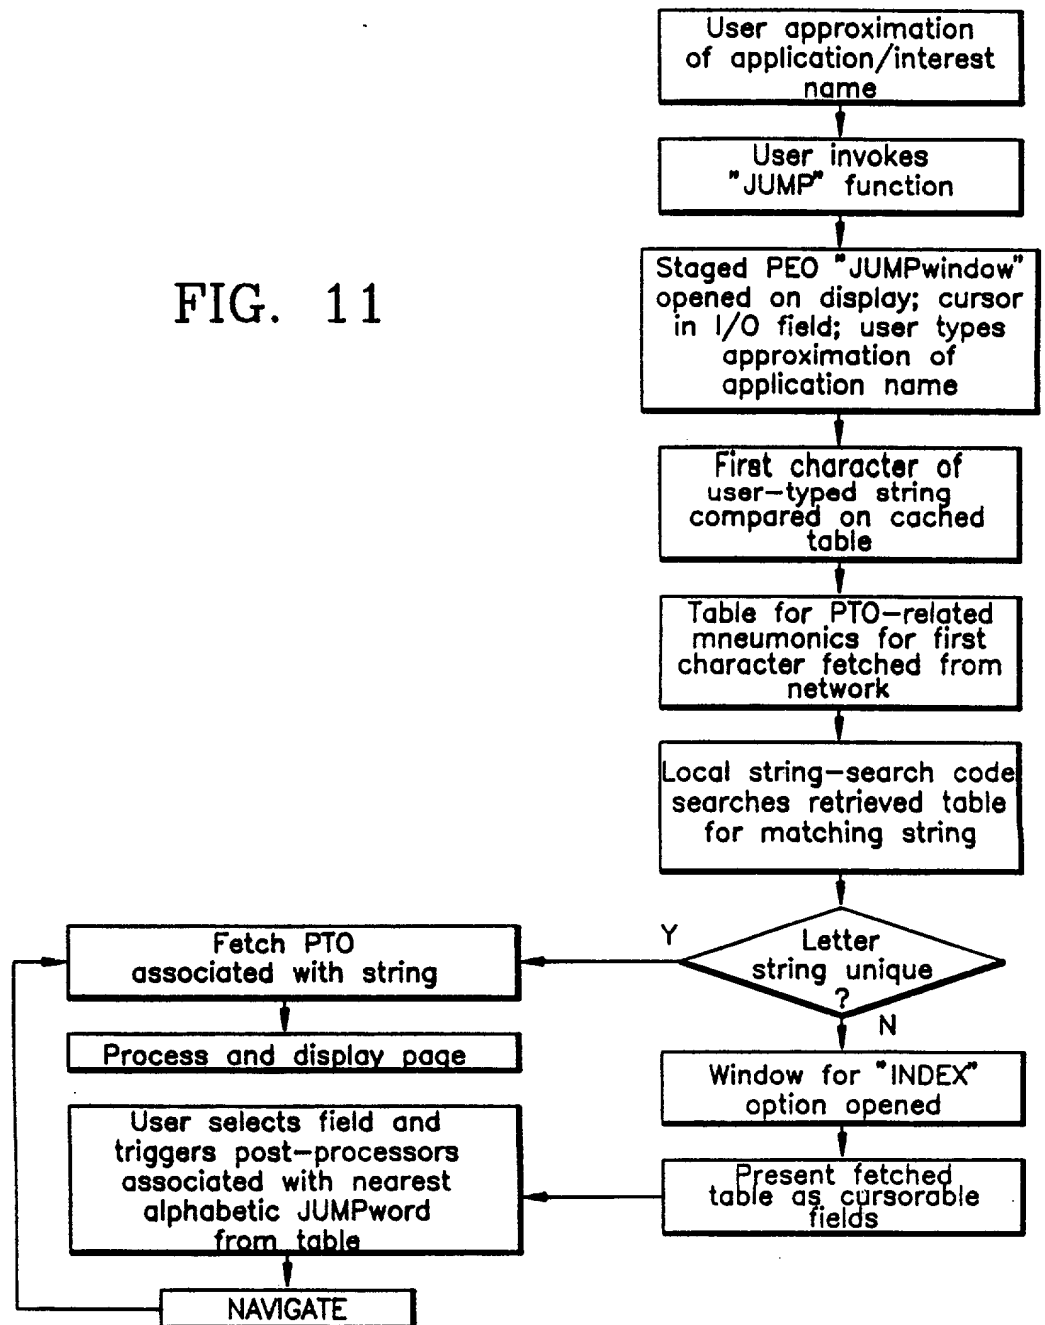 User approximation
of application/interest
name
User invokes
"JUMP" function
FIG. 11
Staged PEO "JUMPwindow"
opened on display; cursor
in I/O field; user types
approximation of
application name
First character of
user-typed string
compared on cached
table
Table for PTO-related
mneumonics for first
character fetched from
network
Local string-search code
searches retrieved table
for matching string
Letter
string unique
?
Y
N
Fetch PTO
associated with string
Process and display page
Window for "INDEX"
option opened
Present fetched
table as cursorable
fields
User selects field and
triggers post-processors
associated with nearest
alphabetic JUMPword
from table
NAVIGATE